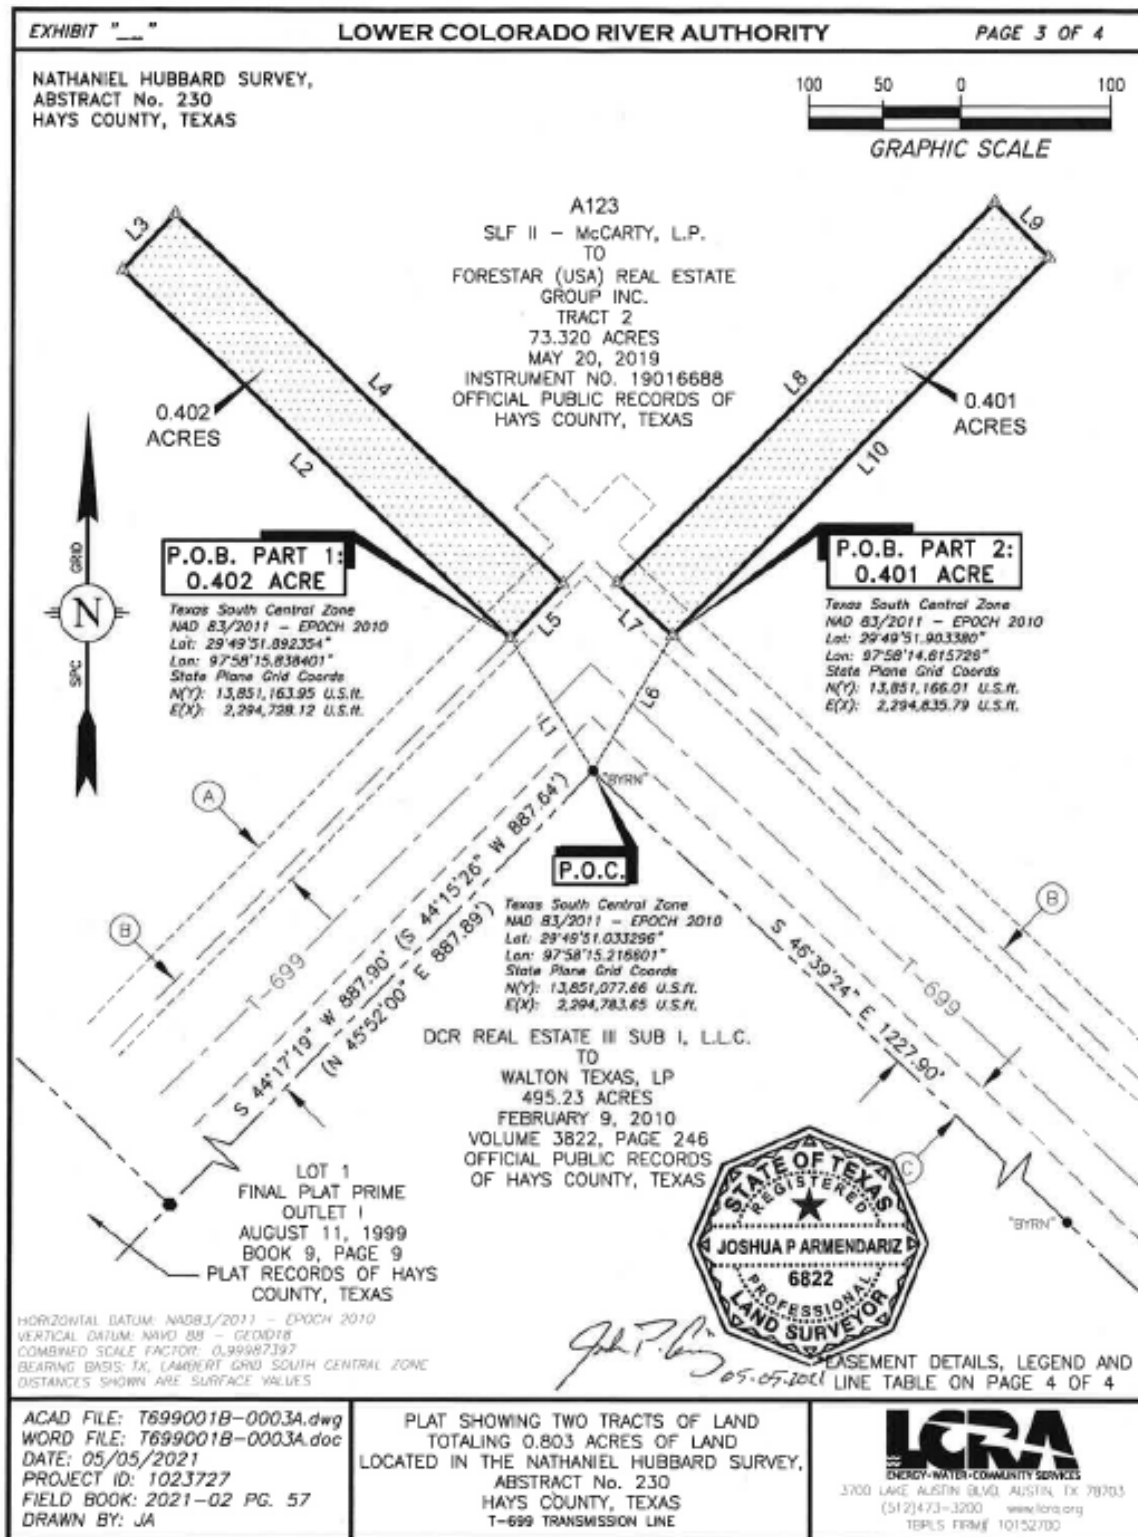 EXHIBIT "__"
LOWER COLORADO RIVER AUTHORITY
PAGE 3 OF 4
NATHANIEL HUBBARD SURVEY,
ABSTRACT No. 230
HAYS COUNTY, TEXAS
100 50 0 100
GRAPHIC SCALE
A123
SLF II - McCARTY, L.P.
TO
FORESTAR (USA) REAL ESTATE
GROUP INC.
TRACT 2
73.320 ACRES
MAY 20, 2019
INSTRUMENT NO. 19016688
OFFICIAL PUBLIC RECORDS OF
HAYS COUNTY, TEXAS
L3
L4
L2
L5
0.402
ACRES
L9
L8
L10
L7
0.401
ACRES
GRID
N
SPC
P.O.B. PART 1:
0.402 ACRE
Texas South Central Zone
NAD 83/2011 - EPOCH 2010
Lat: 29°49'51.892354"
Lon: 97°58'15.838401"
State Plane Grid Coords
N(Y): 13,851,163.95 U.S.ft.
E(X): 2,294,728.12 U.S.ft.
P.O.B. PART 2:
0.401 ACRE
Texas South Central Zone
NAD 83/2011 - EPOCH 2010
Lat: 29°49'51.903380"
Lon: 97°58'14.615726"
State Plane Grid Coords
N(Y): 13,851,166.01 U.S.ft.
E(X): 2,294,835.79 U.S.ft.
L1
L6
"BYRN"
A
B
T-699
S 44°17'19" W 887.90' (S 44°15'26" W 887.64')
(N 45°52'00" E 887.89')
P.O.C.
Texas South Central Zone
NAD 83/2011 - EPOCH 2010
Lat: 29°49'51.033296"
Lon: 97°58'15.216601"
State Plane Grid Coords
N(Y): 13,851,077.66 U.S.ft.
E(X): 2,294,783.65 U.S.ft.
B
T-699
S 46°39'24" E 1227.90'
C
"BYRN"
DCR REAL ESTATE III SUB I, L.L.C.
TO
WALTON TEXAS, LP
495.23 ACRES
FEBRUARY 9, 2010
VOLUME 3822, PAGE 246
OFFICIAL PUBLIC RECORDS
OF HAYS COUNTY, TEXAS
LOT 1
FINAL PLAT PRIME
OUTLET I
AUGUST 11, 1999
BOOK 9, PAGE 9
PLAT RECORDS OF HAYS
COUNTY, TEXAS
STATE OF TEXAS
REGISTERED
JOSHUA P ARMENDARIZ
6822
PROFESSIONAL
LAND SURVEYOR
05-05-2021
HORIZONTAL DATUM: NAD83/2011 - EPOCH 2010
VERTICAL DATUM: NAVD 88 - GEOID18
COMBINED SCALE FACTOR: 0.99987397
BEARING BASIS: TX. LAMBERT GRID SOUTH CENTRAL ZONE
DISTANCES SHOWN ARE SURFACE VALUES
*EASEMENT DETAILS, LEGEND AND
LINE TABLE ON PAGE 4 OF 4
ACAD FILE: T699001B-0003A.dwg
WORD FILE: T699001B-0003A.doc
DATE: 05/05/2021
PROJECT ID: 1023727
FIELD BOOK: 2021-02 PG. 57
DRAWN BY: JA
PLAT SHOWING TWO TRACTS OF LAND
TOTALING 0.803 ACRES OF LAND
LOCATED IN THE NATHANIEL HUBBARD SURVEY,
ABSTRACT No. 230
HAYS COUNTY, TEXAS
T-699 TRANSMISSION LINE
LCRA
ENERGY•WATER•COMMUNITY SERVICES
3700 LAKE AUSTIN BLVD. AUSTIN, TX 78703
(512)473-3200 www.lcra.org
TBPLS FIRM# 10152700